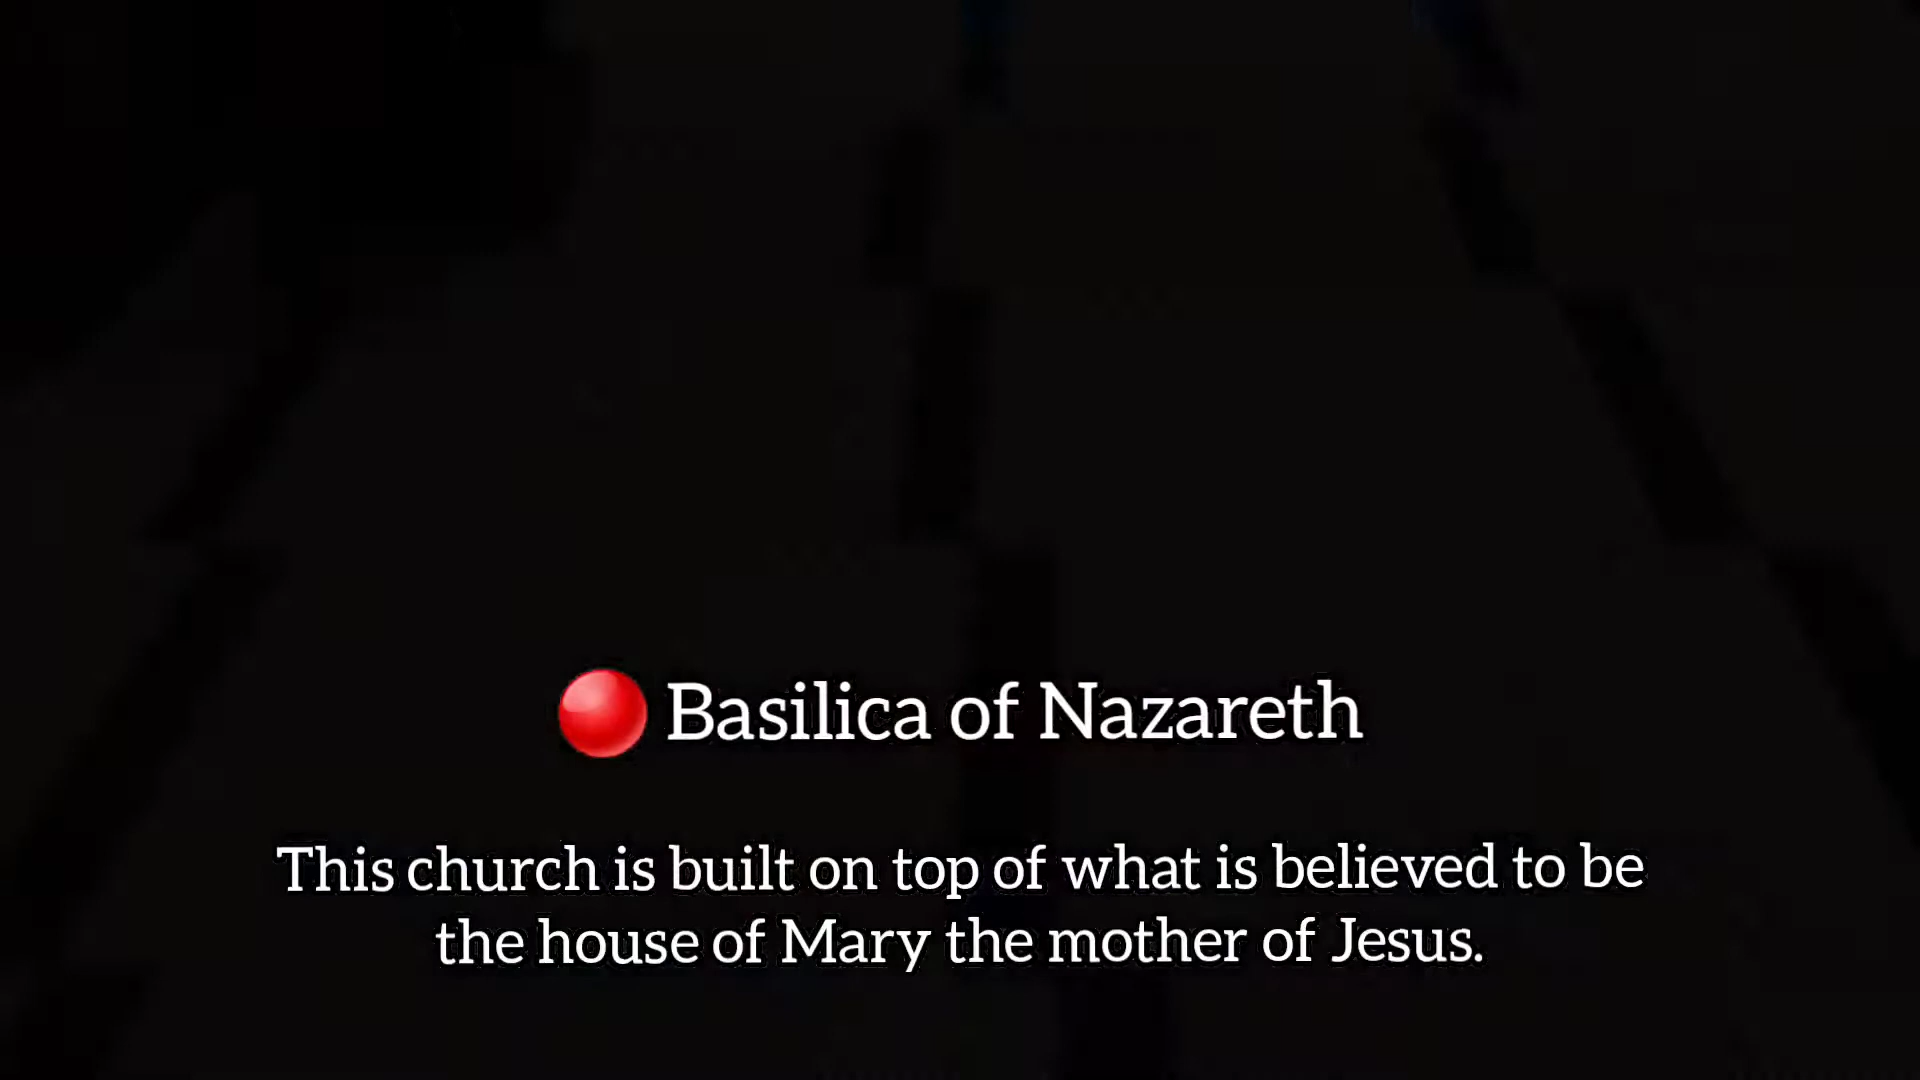 Basilica of Nazareth
This church is built on top of what is believed to be
the house of Mary the mother of Jesus.